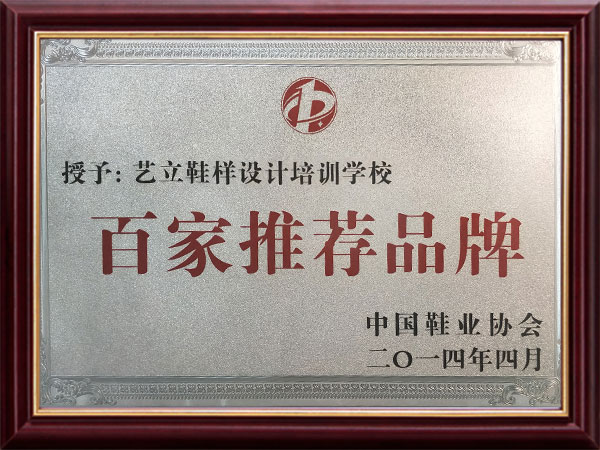 授予：艺立鞋样设计培训学校
百家推荐品牌
中国鞋业协会
二〇一四年四月